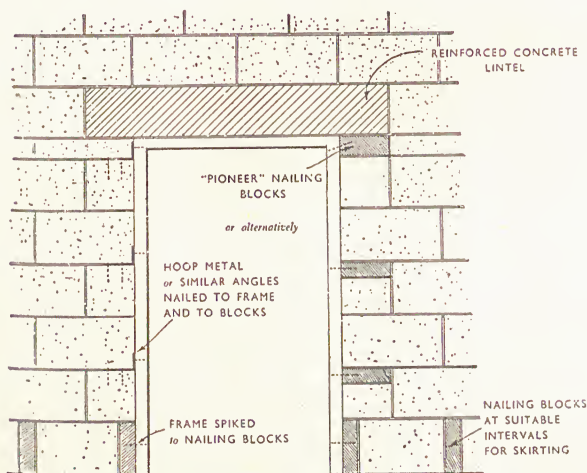 REINFORCED CONCRETE
LINTEL
"PIONEER" NAILING
BLOCKS
or alternatively
HOOP METAL
or SIMILAR ANGLES
NAILED TO FRAME
AND TO BLOCKS
FRAME SPIKED
to NAILING BLOCKS
NAILING BLOCKS
AT SUITABLE
INTERVALS
FOR SKIRTING